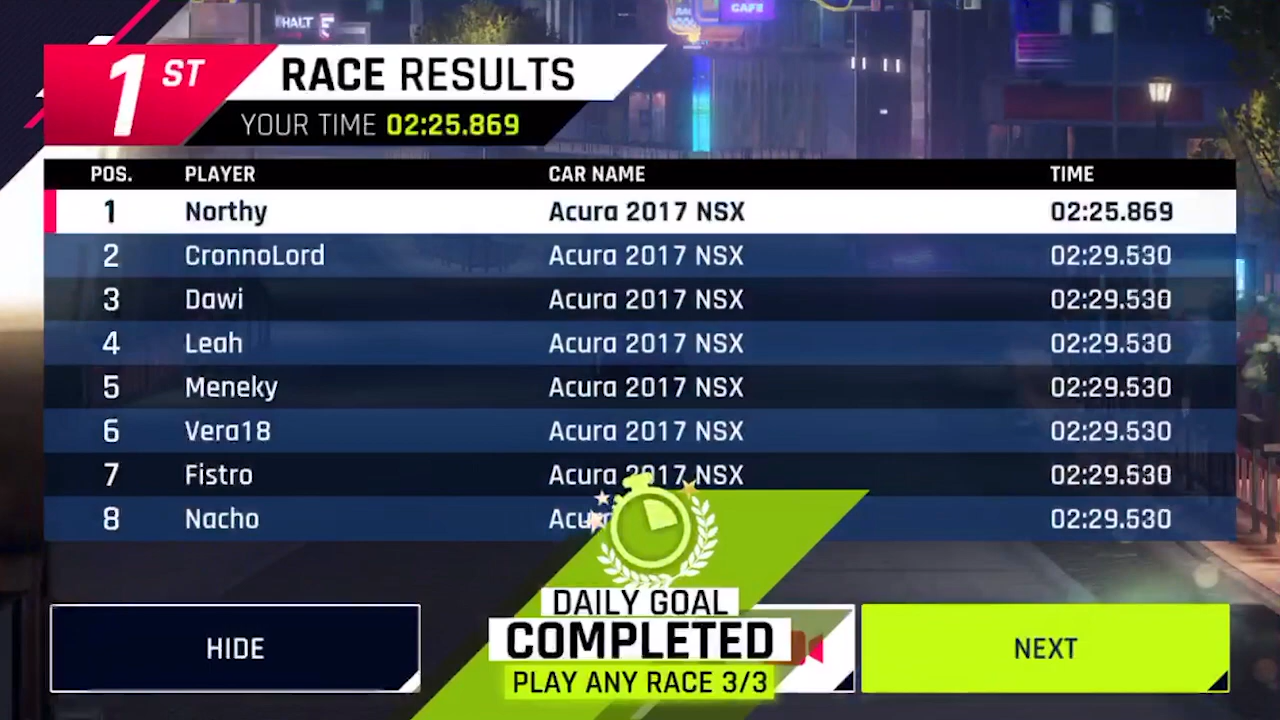 HALT
CAFE
1 ST
RACE RESULTS
YOUR TIME 02:25.869
POS. PLAYER CAR NAME TIME
1 Northy Acura 2017 NSX 02:25.869
2 CronnoLord Acura 2017 NSX 02:29.530
3 Dawi Acura 2017 NSX 02:29.530
4 Leah Acura 2017 NSX 02:29.530
5 Meneky Acura 2017 NSX 02:29.530
6 Vera18 Acura 2017 NSX 02:29.530
7 Fistro Acura 2017 NSX 02:29.530
8 Nacho 02:29.530
DAILY GOAL
COMPLETED
PLAY ANY RACE 3/3
HIDE
NEXT